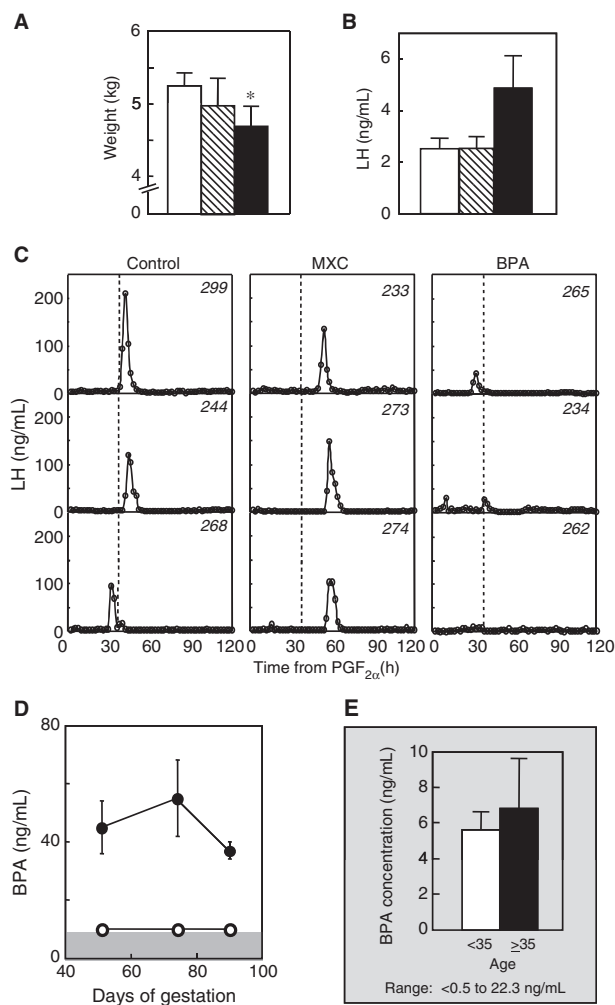 A
6
5
4
0
Weight (kg)
*
B
6
4
2
0
LH (ng/mL)
C
Control
MXC
BPA
200
100
0
299
233
265
200
100
0
244
273
234
200
100
0
268
274
262
LH (ng/mL)
0 30 60 90 120
0 30 60 90 120
0 30 60 90 120
Time from PGF2α(h)
D
80
40
0
BPA (ng/mL)
40 60 80 100
Days of gestation
E
10
8
6
4
2
0
BPA concentration (ng/mL)
<35 ≥35
Age
Range: <0.5 to 22.3 ng/mL